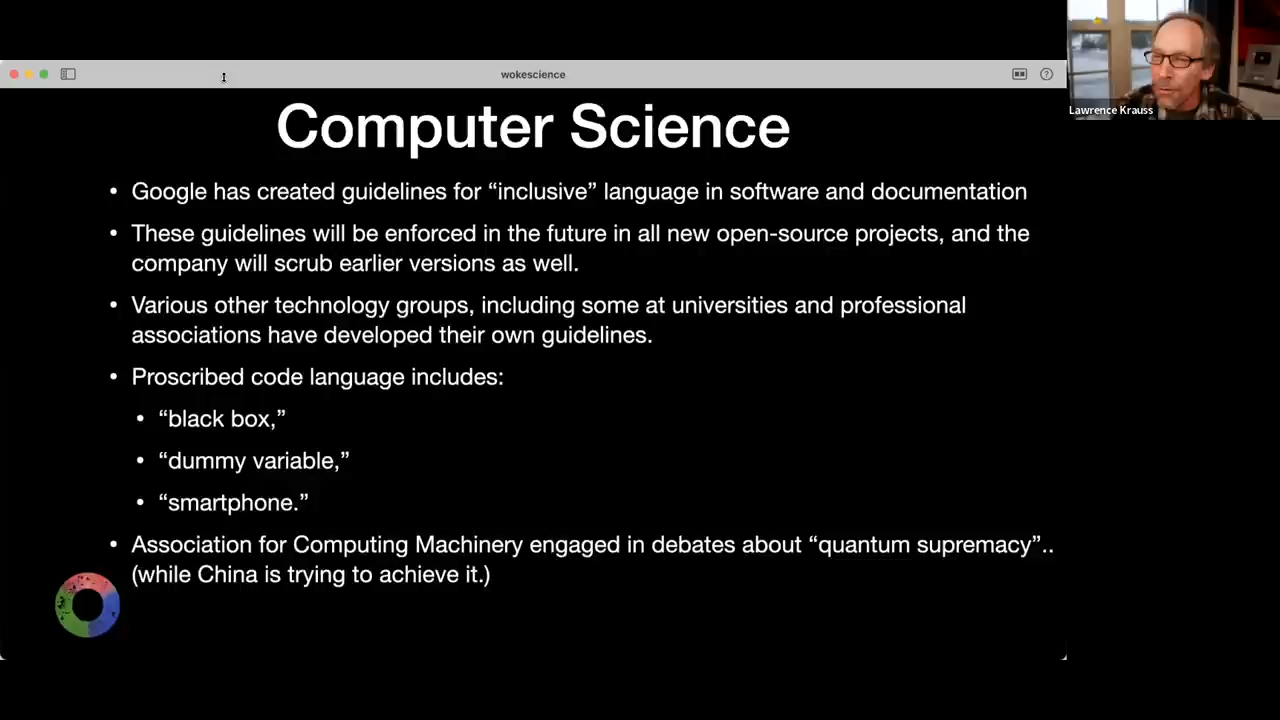 wokescience
Lawrence Krauss
Computer Science
• Google has created guidelines for “inclusive” language in software and documentation
• These guidelines will be enforced in the future in all new open-source projects, and the
company will scrub earlier versions as well.
• Various other technology groups, including some at universities and professional
associations have developed their own guidelines.
• Proscribed code language includes:
• “black box,”
• “dummy variable,”
• “smartphone.”
• Association for Computing Machinery engaged in debates about “quantum supremacy”..
(while China is trying to achieve it.)